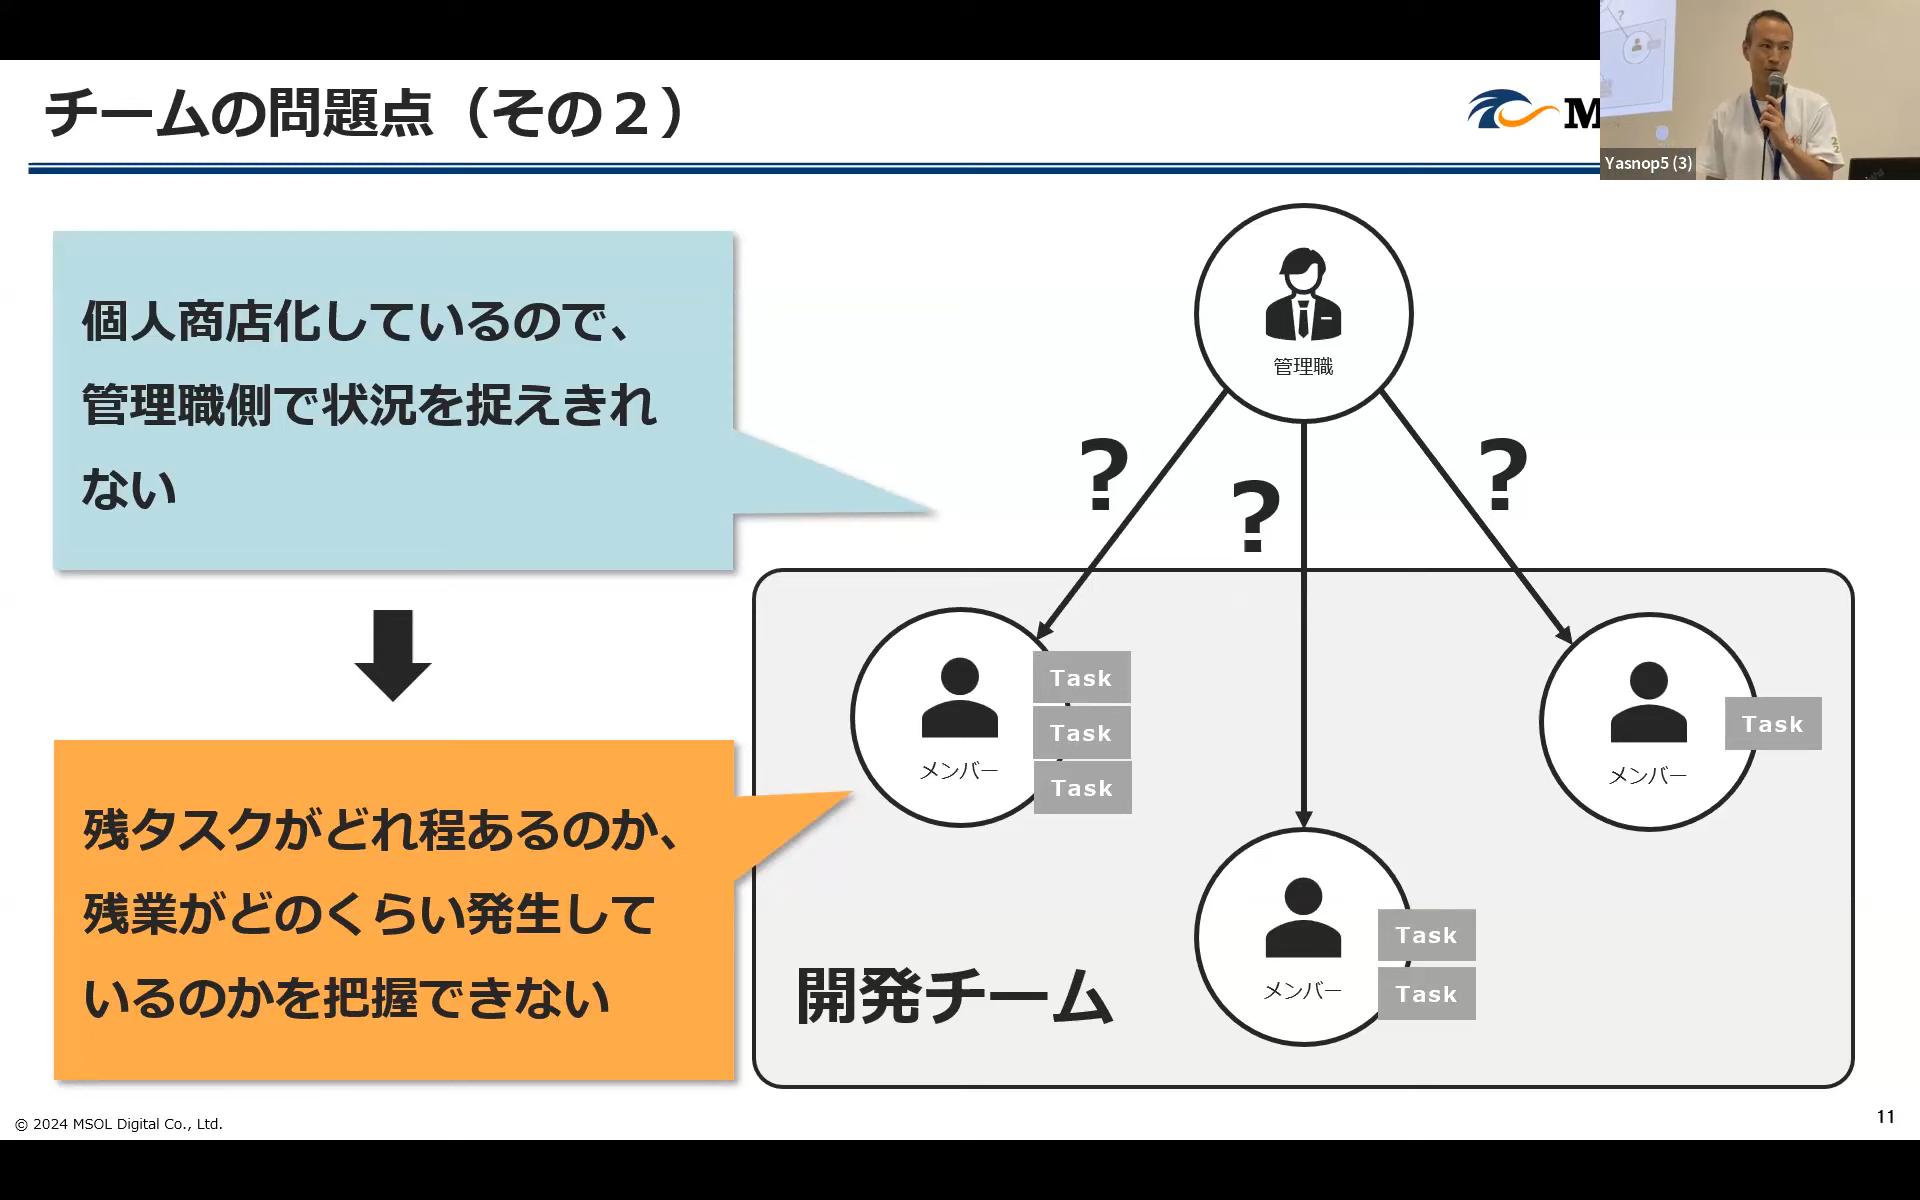 チームの問題点（その２）
M
Yasnop5 (3)
個人商店化しているので、
管理職側で状況を捉えきれ
ない
管理職
?
?
?
残タスクがどれ程あるのか、
残業がどのくらい発生して
いるのかを把握できない
メンバー
Task
Task
Task
メンバー
Task
メンバー
Task
Task
開発チーム
© 2024 MSOL Digital Co., Ltd.
11